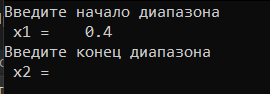 Введите начало диапазона
x1 = 0.4
Введите конец диапазона
x2 =